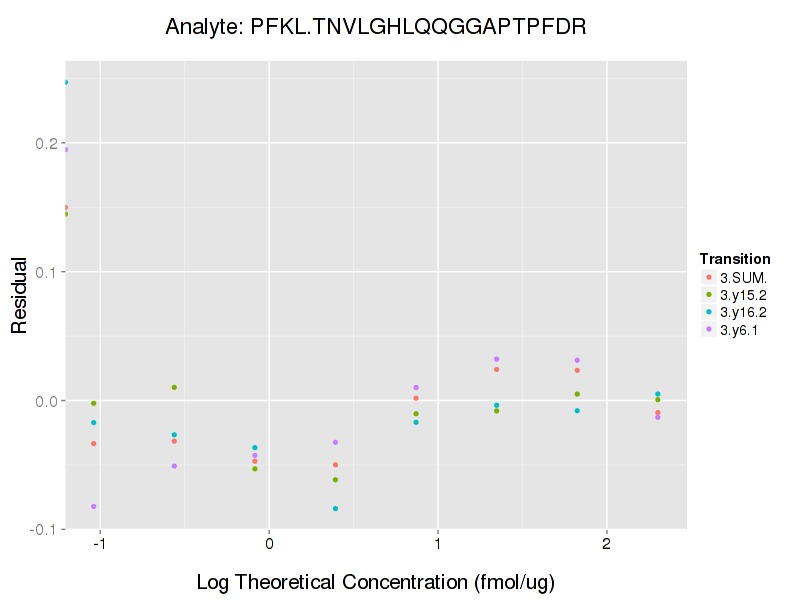 Analyte: PFKL.TNVLGHLQQGGAPTPFDR
Residual
0.2
0.1
0.0
-0.1
-1
0
1
2
Log Theoretical Concentration (fmol/ug)
Transition
3.SUM.
3.y15.2
3.y16.2
3.y6.1